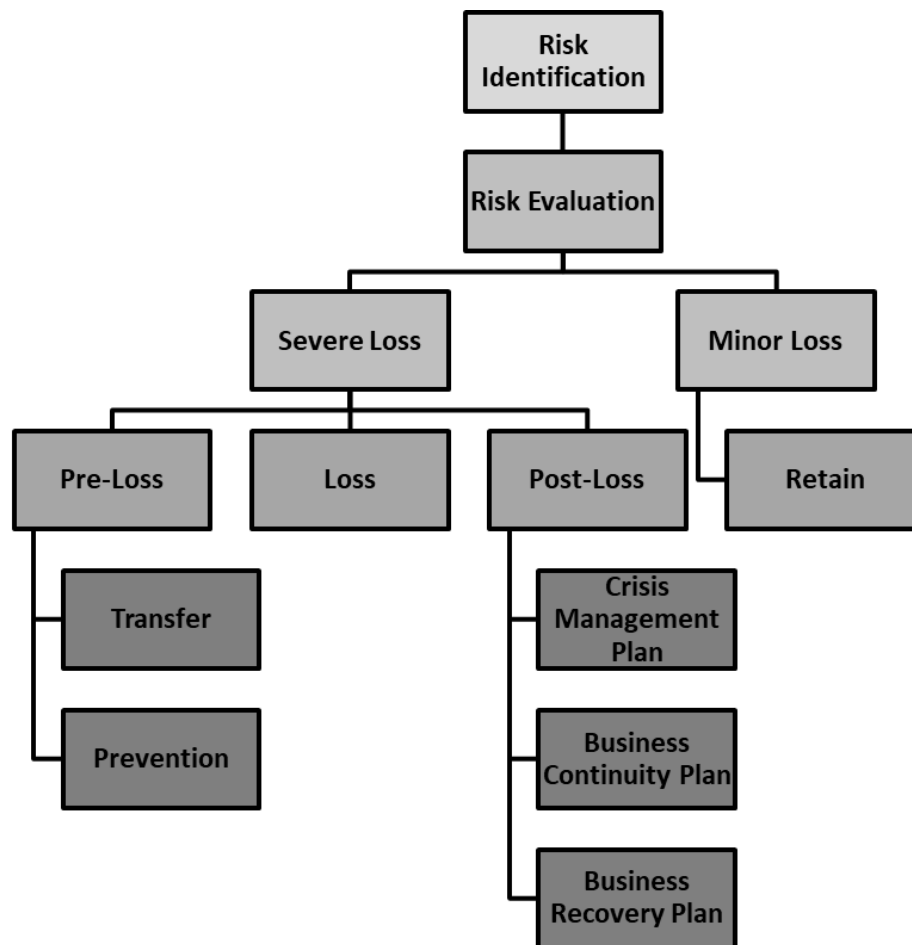 Risk
Identification
Risk Evaluation
Severe Loss
Minor Loss
Pre-Loss
Loss
Post-Loss
Retain
Transfer
Crisis
Management
Plan
Prevention
Business
Continuity Plan
Business
Recovery Plan